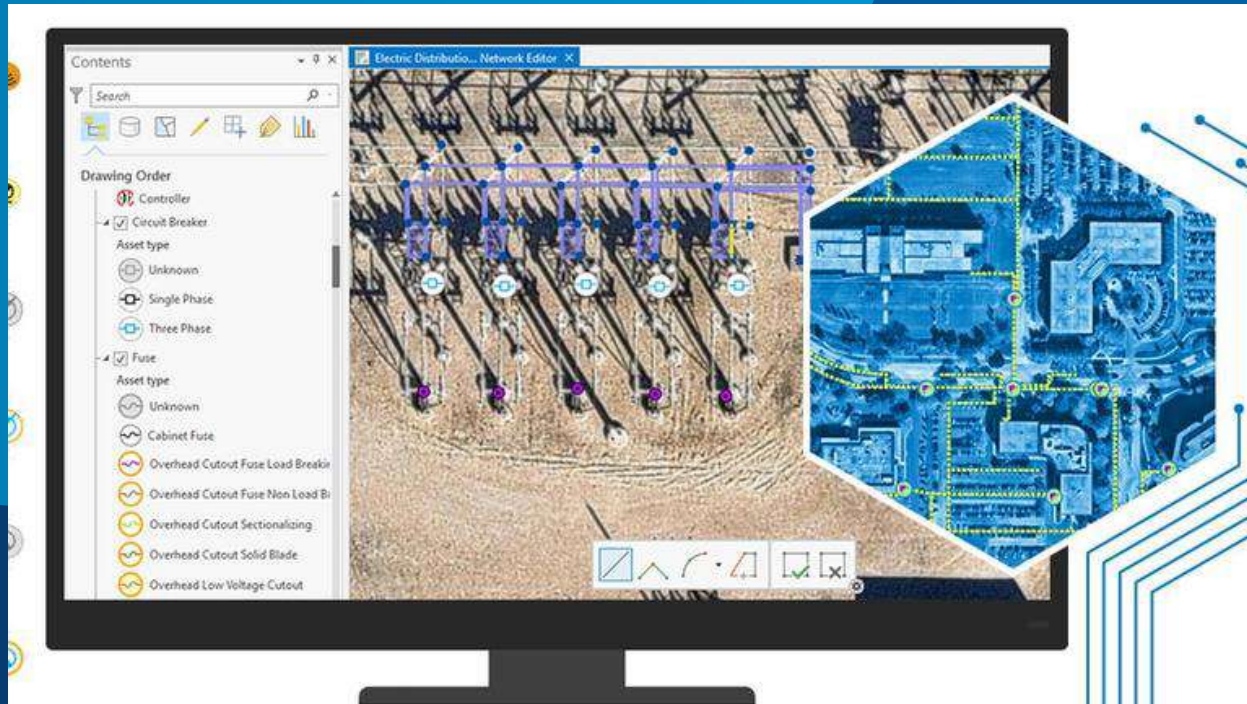 Contents
Electric Distributio... Network Editor
Search
Drawing Order
Controller
Circuit Breaker
Asset type
Unknown
Single Phase
Three Phase
Fuse
Asset type
Unknown
Cabinet Fuse
Overhead Cutout Fuse Load Breakin
Overhead Cutout Fuse Non Load B
Overhead Cutout Sectionalizing
Overhead Cutout Solid Blade
Overhead Low Voltage Cutout